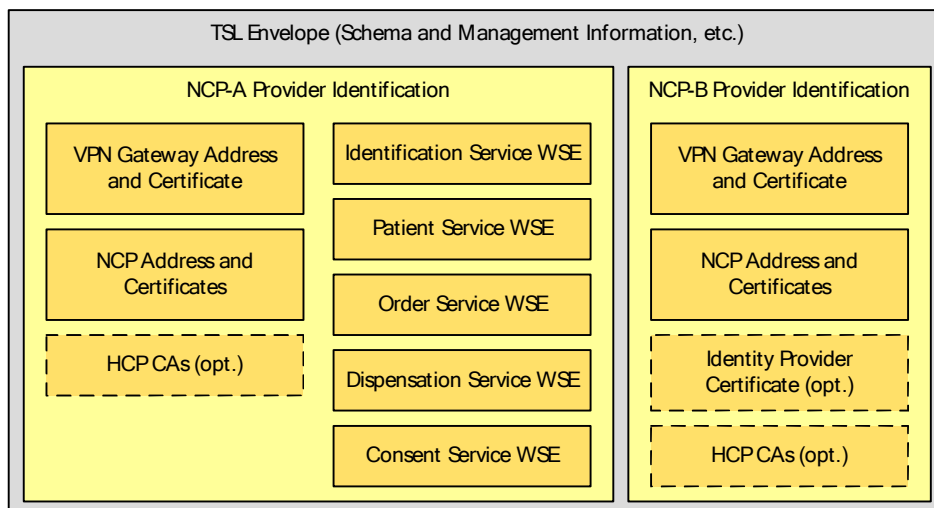 TSL Envelope (Schema and Management Information, etc.)
NCP-A Provider Identification
VPN Gateway Address
and Certificate
NCP Address and
Certificates
HCP CAs (opt.)
Identification Service WSE
Patient Service WSE
Order Service WSE
Dispensation Service WSE
Consent Service WSE
NCP-B Provider Identification
VPN Gateway Address
and Certificate
NCP Address and
Certificates
Identity Provider
Certificate (opt.)
HCP CAs (opt.)